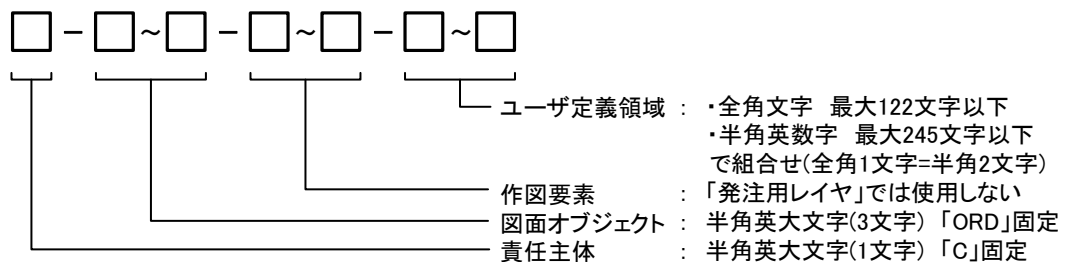 □－□～□－□～□－□～□
ユーザ定義領域 ： ・全角文字 最大122文字以下
・半角英数字 最大245文字以下
で組合せ(全角1文字=半角2文字)
作図要素 ： 「発注用レイヤ」では使用しない
図面オブジェクト ： 半角英大文字(3文字) 「ORD」固定
責任主体 ： 半角英大文字(1文字) 「C」固定